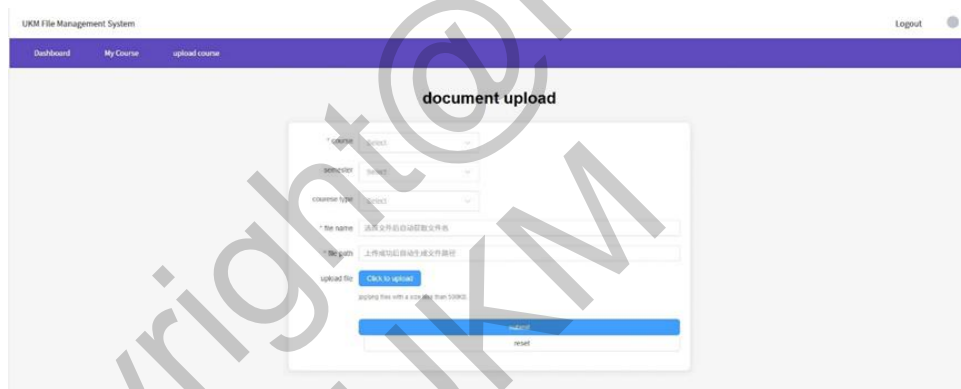 UKM File Management System Logout
Dashboard My Course upload course
document upload
* course Select
semester Select
courese type Select
* file name 选择文件后自动获取文件名
* file path 上传成功后自动生成文件路径
upload file Click to upload
jpg/png files with a size less than 500KB.
submit
reset
right@
UKM